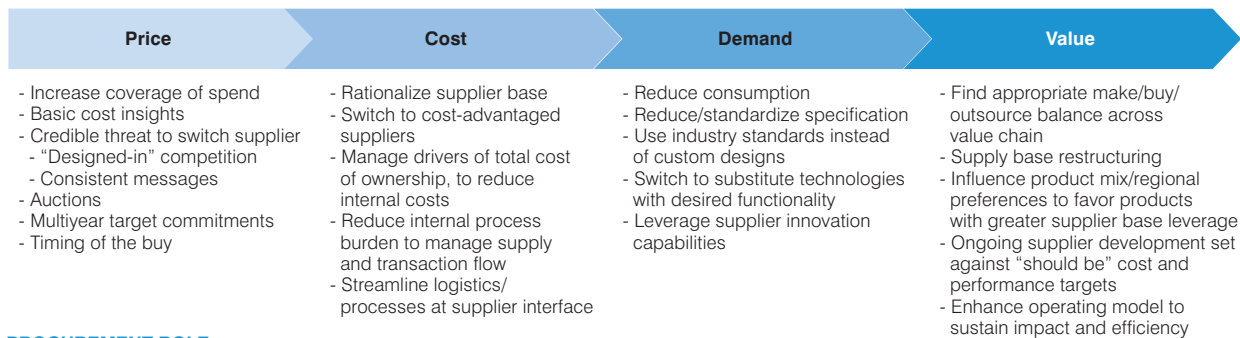 Price
Cost
Demand
Value
- Increase coverage of spend
- Basic cost insights
- Credible threat to switch supplier
- “Designed-in” competition
- Consistent messages
- Auctions
- Multiyear target commitments
- Timing of the buy
- Rationalize supplier base
- Switch to cost-advantaged
suppliers
- Manage drivers of total cost
of ownership, to reduce
internal costs
- Reduce internal process
burden to manage supply
and transaction flow
- Streamline logistics/
processes at supplier interface
- Reduce consumption
- Reduce/standardize specification
- Use industry standards instead
of custom designs
- Switch to substitute technologies
with desired functionality
- Leverage supplier innovation
capabilities
- Find appropriate make/buy/
outsource balance across
value chain
- Supply base restructuring
- Influence product mix/regional
preferences to favor products
with greater supplier base leverage
- Ongoing supplier development set
against “should be” cost and
performance targets
- Enhance operating model to
sustain impact and efficiency
PROCUREMENT ROLE